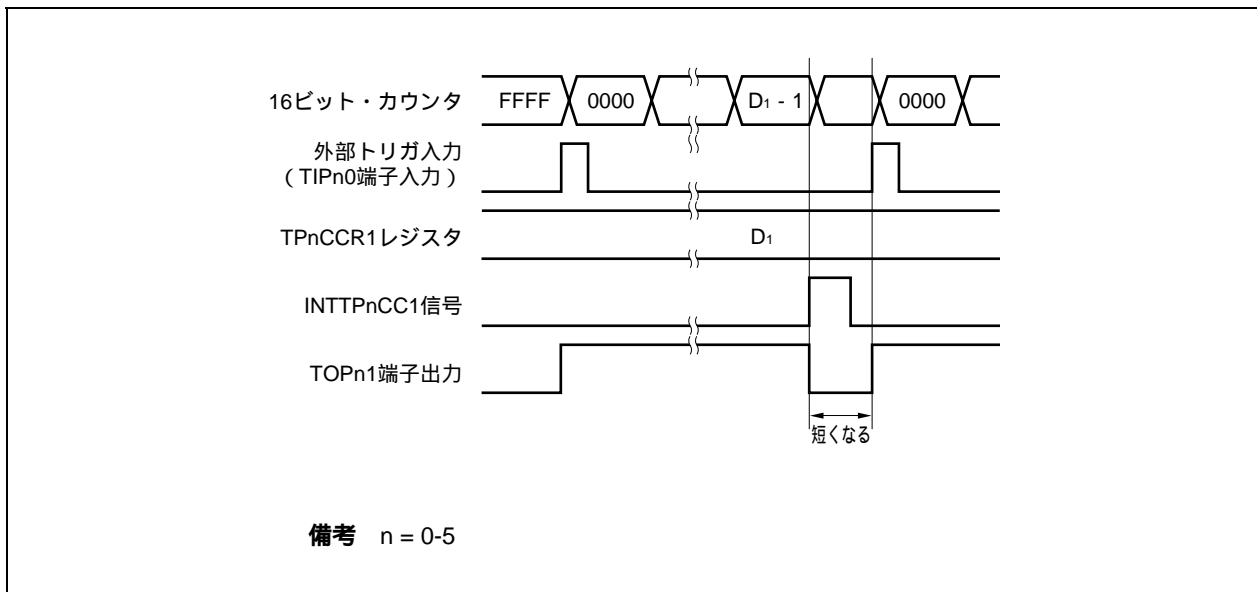 16ビット・カウンタ FFFF 0000 D1 - 1 0000
外部トリガ入力
（TIPn0端子入力）
TPnCCR1レジスタ D1
INTTPnCC1信号
TOPn1端子出力
短くなる
備考 n = 0-5